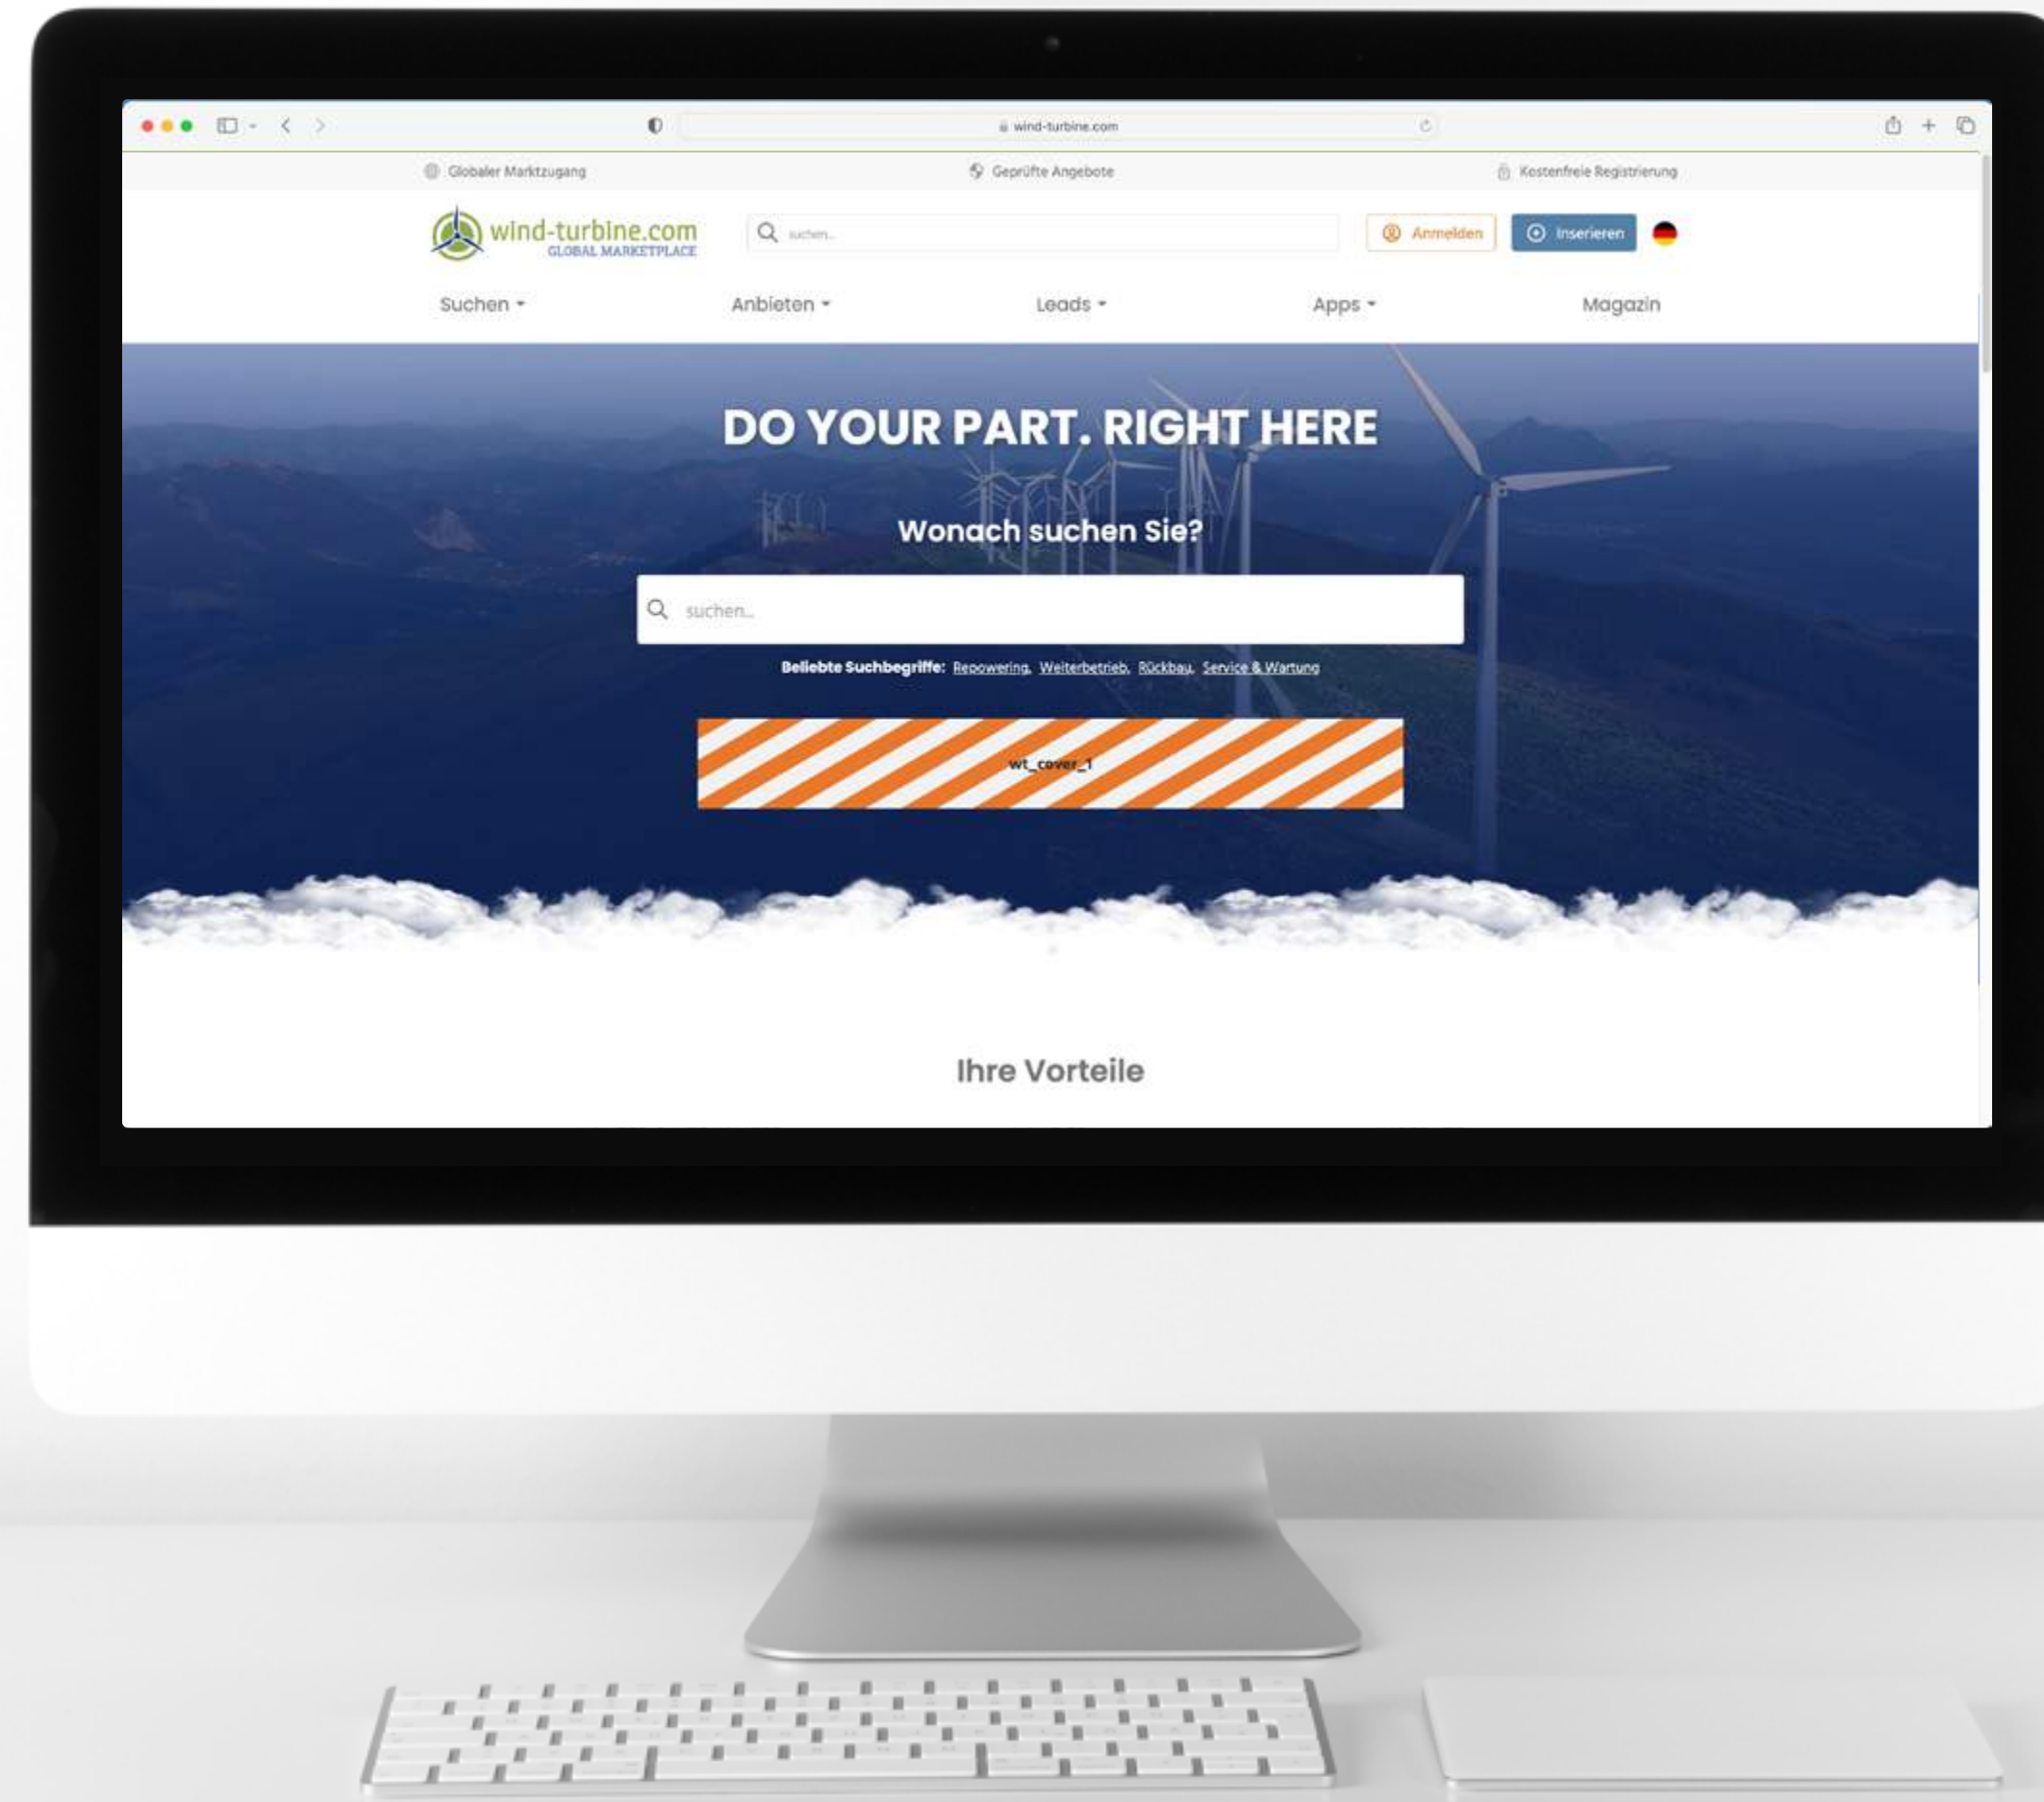 wind-turbine.com
Globaler Marktzugang
Geprüfte Angebote
Kostenfreie Registrierung
wind-turbine.com
GLOBAL MARKETPLACE
suchen...
Anmelden
Inserieren
Suchen
Anbieten
Leads
Apps
Magazin
DO YOUR PART. RIGHT HERE
Wonach suchen Sie?
suchen...
Beliebte Suchbegriffe: Repowering, Weiterbetrieb, Rückbau, Service & Wartung
wt_cover_1
Ihre Vorteile